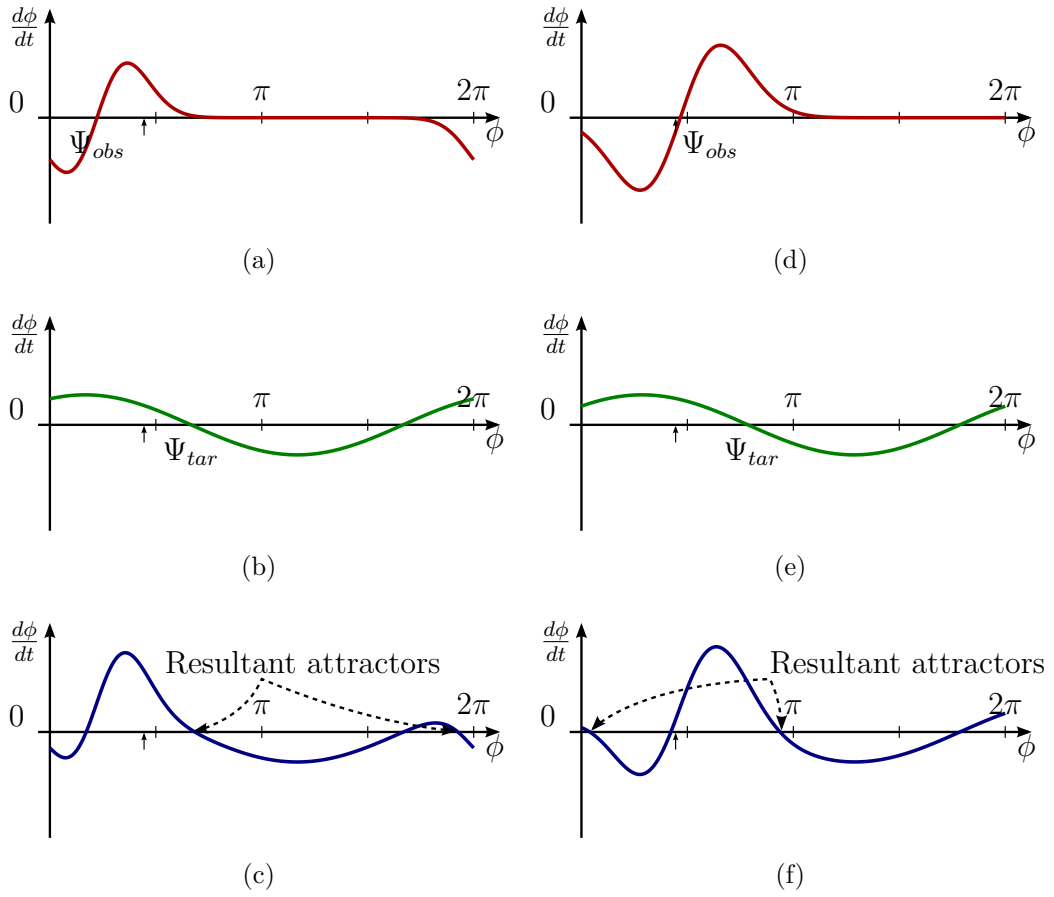 dφ/dt
0
π
2π
φ
Ψ_obs
(a)
dφ/dt
0
π
2π
φ
Ψ_obs
(d)
dφ/dt
0
π
2π
φ
Ψ_tar
(b)
dφ/dt
0
π
2π
φ
Ψ_tar
(e)
dφ/dt
Resultant attractors
0
π
2π
φ
(c)
dφ/dt
Resultant attractors
0
π
2π
φ
(f)